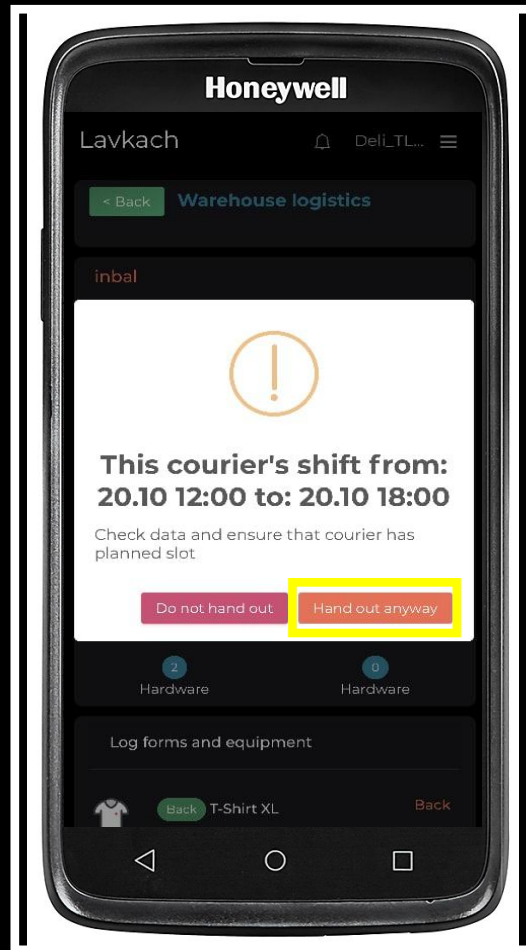 Honeywell
Lavkach
Deli_TL...
< Back
Warehouse logistics
inbal
This courier's shift from:
20.10 12:00 to: 20.10 18:00
Check data and ensure that courier has
planned slot
Do not hand out
Hand out anyway
2
0
Hardware
Hardware
Log forms and equipment
Back
T-Shirt XL
Back